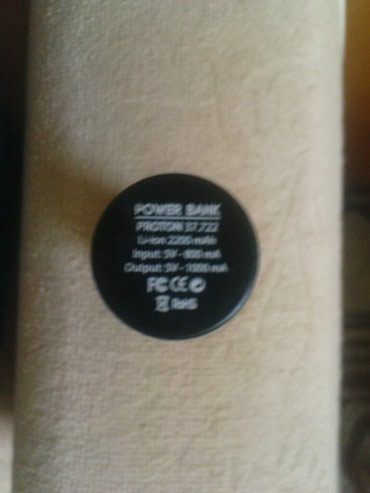 POWER BANK
PROTON 37.722
Li-ion 2200 mAh
Input: 5V - 800 mA
Output: 5V - 1000 mA
FC CE
RoHS